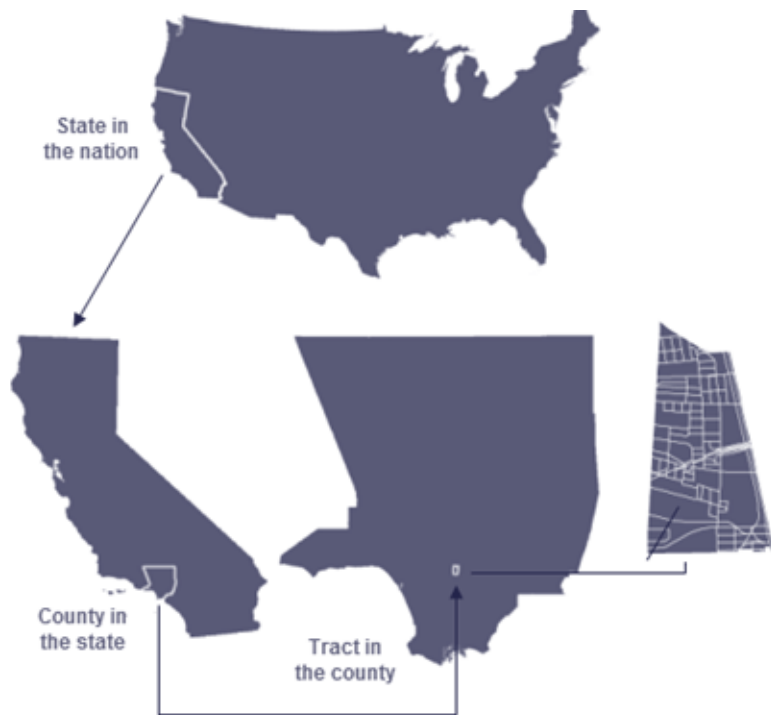 State in
the nation
County in
the state
Tract in
the county